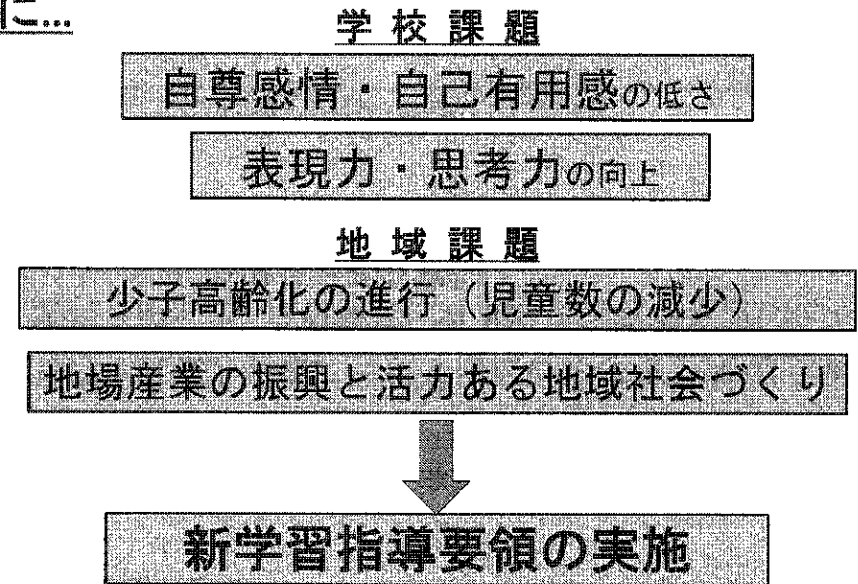 に…
学校課題
自尊感情・自己有用感の低さ
表現力・思考力の向上
地域課題
少子高齢化の進行（児童数の減少）
地場産業の振興と活力ある地域社会づくり
新学習指導要領の実施